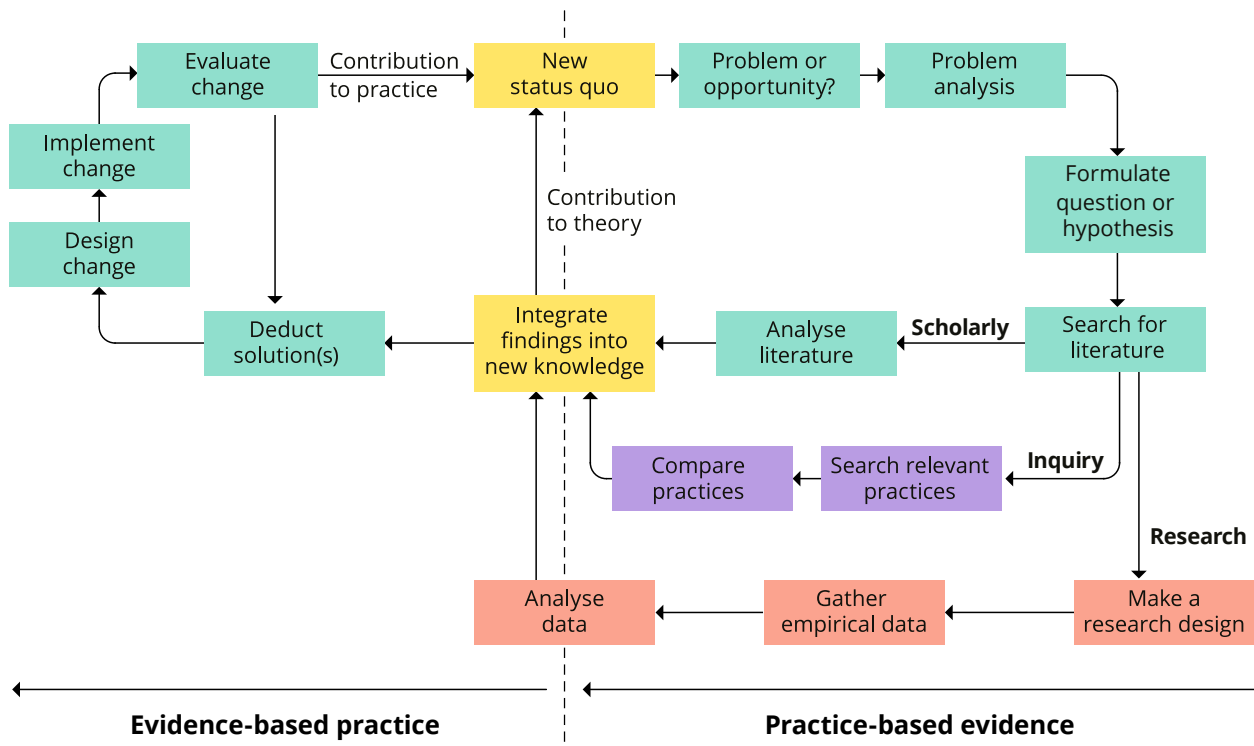 Evaluate
change
Contribution
to practice
New
status quo
Problem or
opportunity?
Problem
analysis
Implement
change
Formulate
question or
hypothesis
Contribution
to theory
Design
change
Deduct
solution(s)
Integrate
findings into
new knowledge
Analyse
literature
Scholarly
Search for
literature
Compare
practices
Search relevant
practices
Inquiry
Research
Analyse
data
Gather
empirical data
Make a
research design
Evidence-based practice
Practice-based evidence